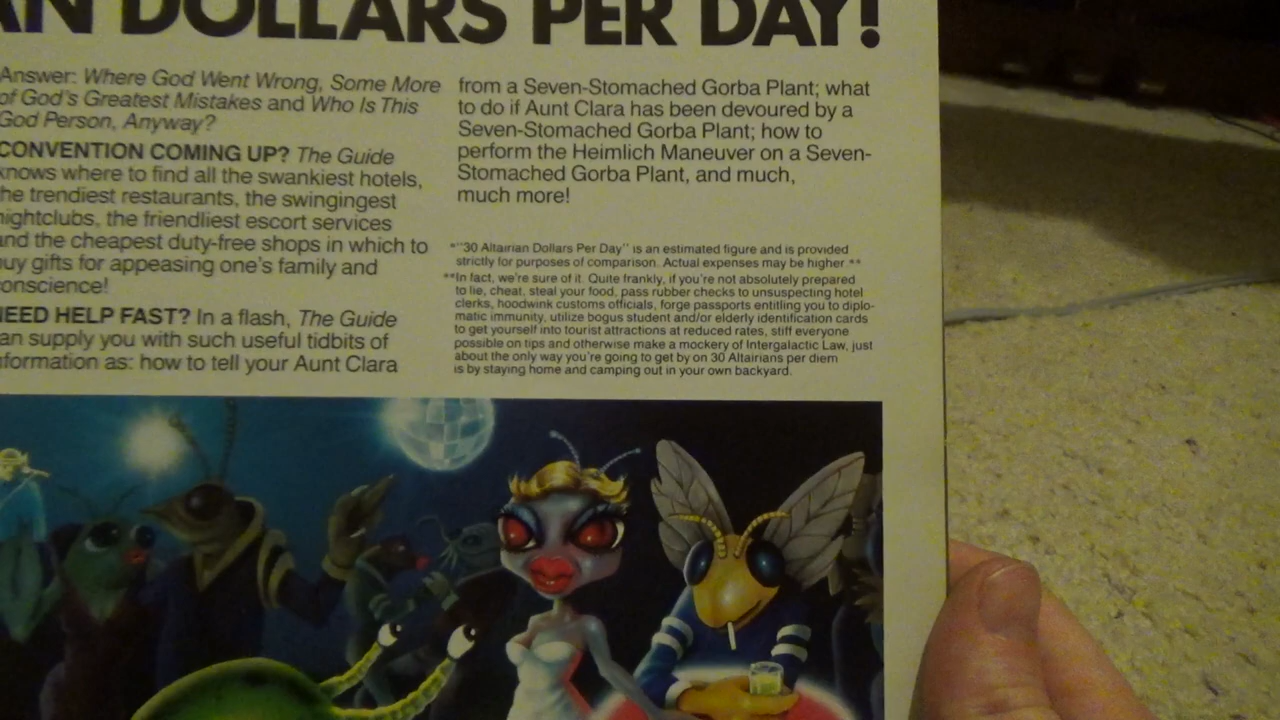 AN DOLLARS PER DAY!
Answer: Where God Went Wrong, Some More
of God's Greatest Mistakes and Who Is This
God Person, Anyway?
CONVENTION COMING UP? The Guide
knows where to find all the swankiest hotels,
the trendiest restaurants, the swingingest
nightclubs, the friendliest escort services
and the cheapest duty-free shops in which to
buy gifts for appeasing one's family and
conscience!
NEED HELP FAST? In a flash, The Guide
can supply you with such useful tidbits of
information as: how to tell your Aunt Clara
from a Seven-Stomached Gorba Plant; what
to do if Aunt Clara has been devoured by a
Seven-Stomached Gorba Plant; how to
perform the Heimlich Maneuver on a Seven-
Stomached Gorba Plant, and much,
much more!
*"30 Altairian Dollars Per Day" is an estimated figure and is provided
strictly for purposes of comparison. Actual expenses may be higher.**
**In fact, we're sure of it. Quite frankly, if you're not absolutely prepared
to lie, cheat, steal your food, pass rubber checks to unsuspecting hotel
clerks, hoodwink customs officials, forge passports entitling you to diplo-
matic immunity, utilize bogus student and/or elderly identification cards
to get yourself into tourist attractions at reduced rates, stiff everyone
possible on tips and otherwise make a mockery of Intergalactic Law, just
about the only way you're going to get by on 30 Altairians per diem
is by staying home and camping out in your own backyard.